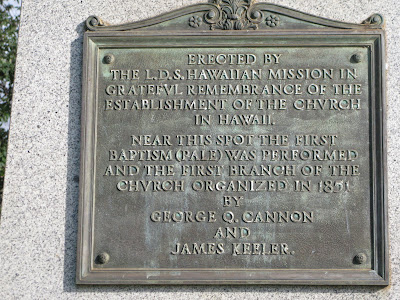 ERECTED BY
THE L.D.S. HAWAIIAN MISSION IN
GRATEFVL REMEMBRANCE OF THE
ESTABLISHMENT OF THE CHVRCH
IN HAWAII.
NEAR THIS SPOT THE FIRST
BAPTISM (PALE) WAS PERFORMED
AND THE FIRST BRANCH OF THE
CHVRCH ORGANIZED IN 1851
BY
GEORGE Q. CANNON
AND
JAMES KEELER.